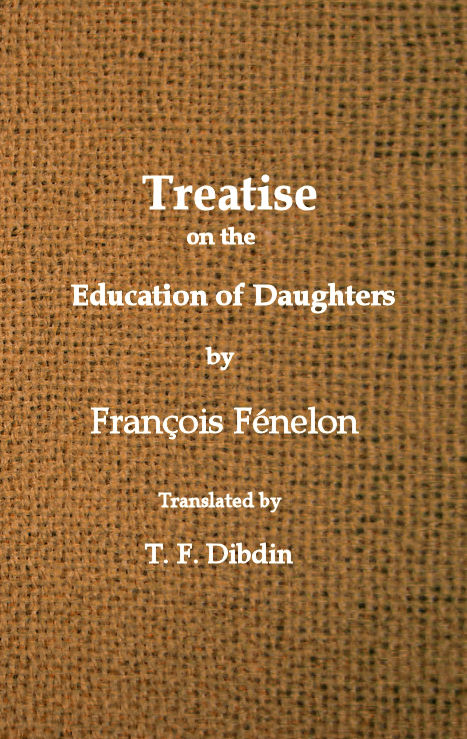 Treatise
on the
Education of Daughters
by
François Fénelon
Translated by
T. F. Dibdin